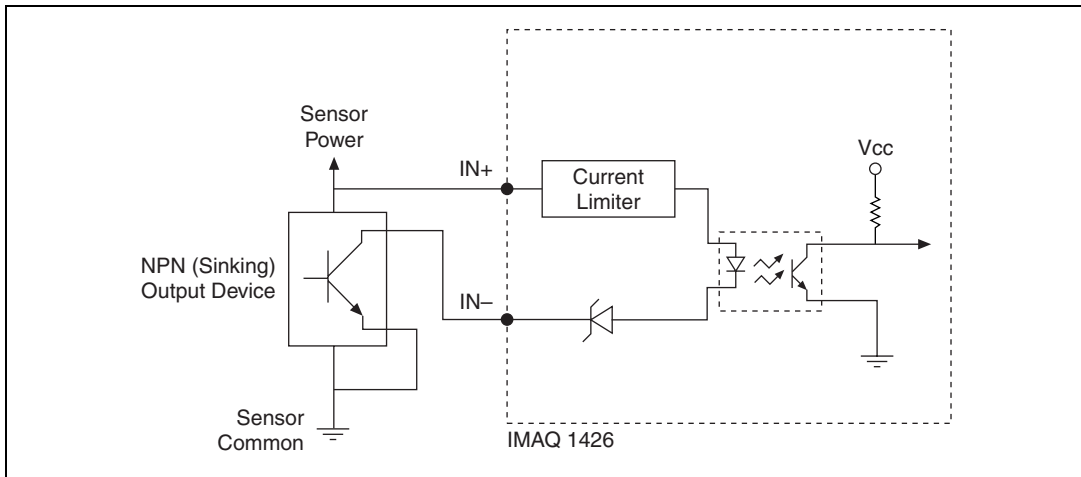 Sensor
Power
IN+
Current
Limiter
Vcc
NPN (Sinking)
Output Device
IN–
Sensor
Common
IMAQ 1426